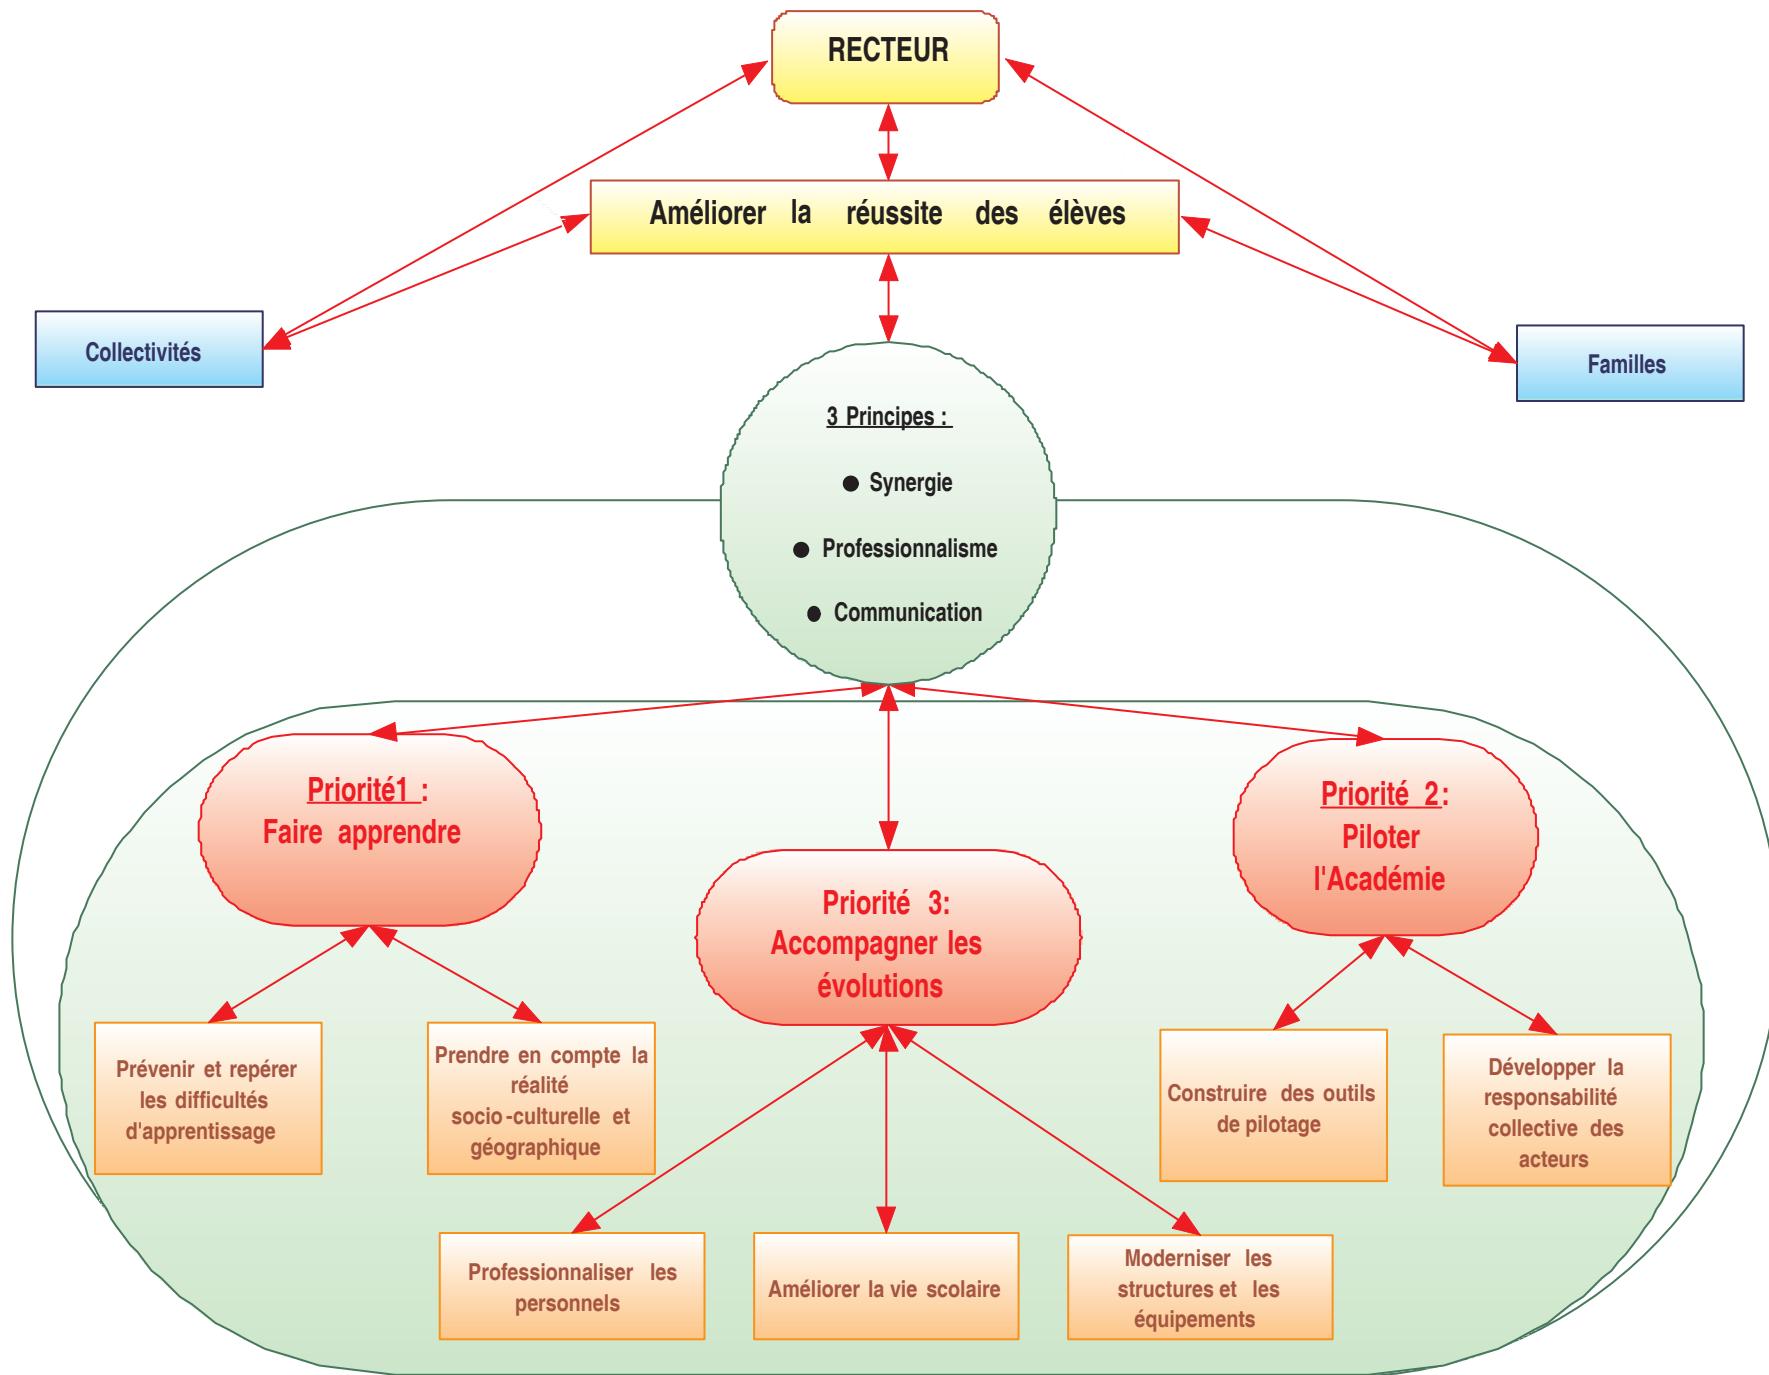 RECTEUR
Améliorer la réussite des élèves
Collectivités
Familles
3 Principes :
● Synergie
● Professionnalisme
● Communication
Priorité1 :
Faire apprendre
Priorité 2:
Piloter
l'Académie
Priorité 3:
Accompagner les
évolutions
Prévenir et repérer
les difficultés
d'apprentissage
Prendre en compte la
réalité
socio-culturelle et
géographique
Construire des outils
de pilotage
Développer la
responsabilité
collective des
acteurs
Professionnaliser les
personnels
Améliorer la vie scolaire
Moderniser les
structures et les
équipements